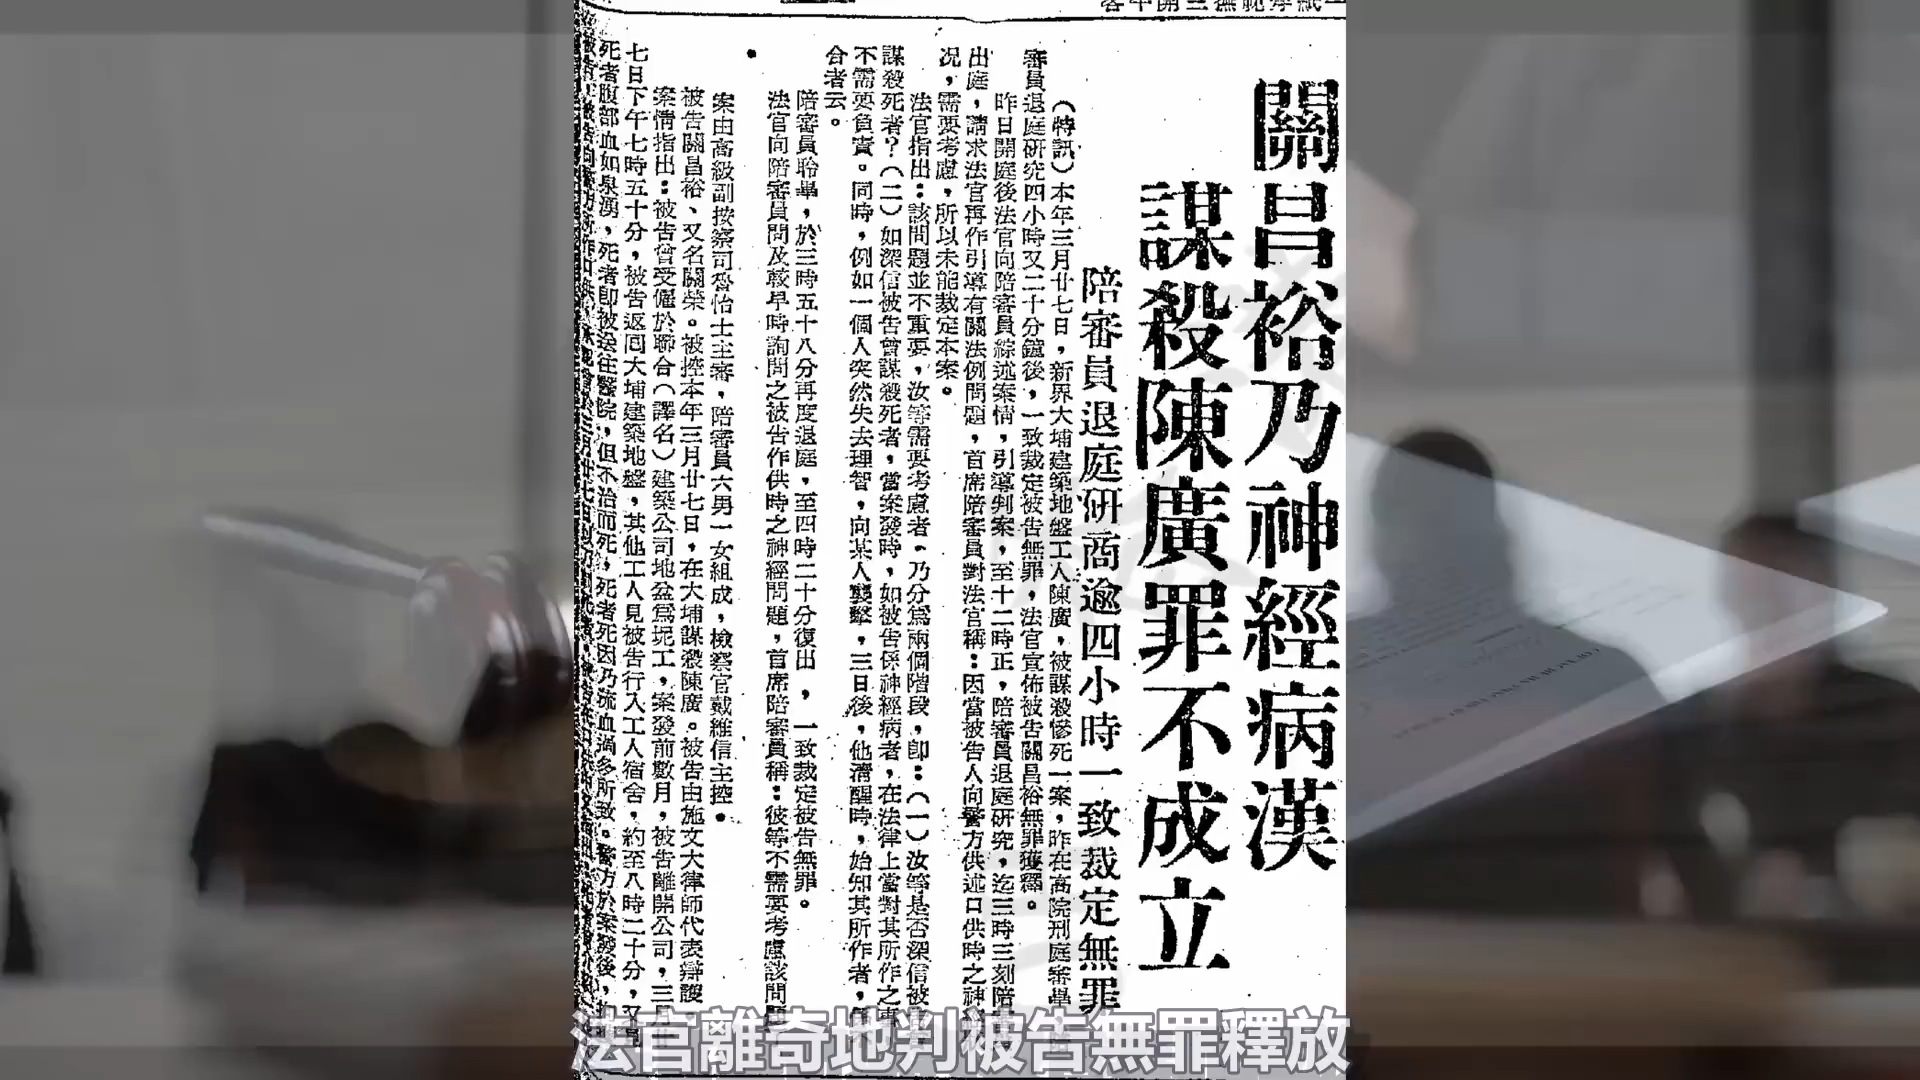 關昌裕乃神經病漢
謀殺陳廣罪不成立
陪審員退庭研商逾四小時一致裁定無罪
（特訊）本年三月廿七日，新界大埔建築地盤工人陳廣，被謀殺慘死一案，昨在高院刑庭審畢
審員退庭研究四小時又二十分鐘後，一致裁定被告無罪，法官宣佈被告關昌裕無罪獲釋。
昨日開庭後法官向陪審員綜述案情，引導判案，至十二時正，陪審員退庭研究，迄三時三刻陪
出庭，請求法官再作引導有關法例問題，首席陪審員對法官稱：因當被告人向警方供述口供時之神
況，需要考慮，所以未能裁定本案。
法官指出：該問題並不重要，汝等需要考慮者，乃分為兩個階段，即：（一）汝等是否深信被告
謀殺死者？（二）如深信被告曾謀殺死者，當案發時，如被告係神經病者，在法律上當對其所作之事
不需要負責。同時，例如一個人突然失去理智，向某人襲擊，三日後，他清醒時，始知其所作者，
合者云。
陪審員聆畢，於三時五十八分再度退庭，至四時二十分復出，一致裁定被告無罪。
法官向陪審員問及較早時詢問之被告作供時之神經問題，首席陪審員稱：彼等不需要考慮該問題
案由高級副按察司 怡士主審，陪審員六男一女組成，檢察官戴維信主控。
被告關昌裕、又名關榮。被控本年三月廿七日，在大埔謀殺陳廣。被告由施文大律師代表辯護。
案情指出：被告曾受僱於聯合（譯名）建築公司地盆為坭工，案發前數月，被告離開公司，三月廿
七日下午七時五十分，被告返回大埔建築地盤，其他工人見被告行入工人宿舍，約至八時二十分，又見
死者腹部血如泉湧，死者即被送往醫院，但不治而死，死者死因乃流血過多所致。警方於案發後，
法官離奇地判被告無罪釋放